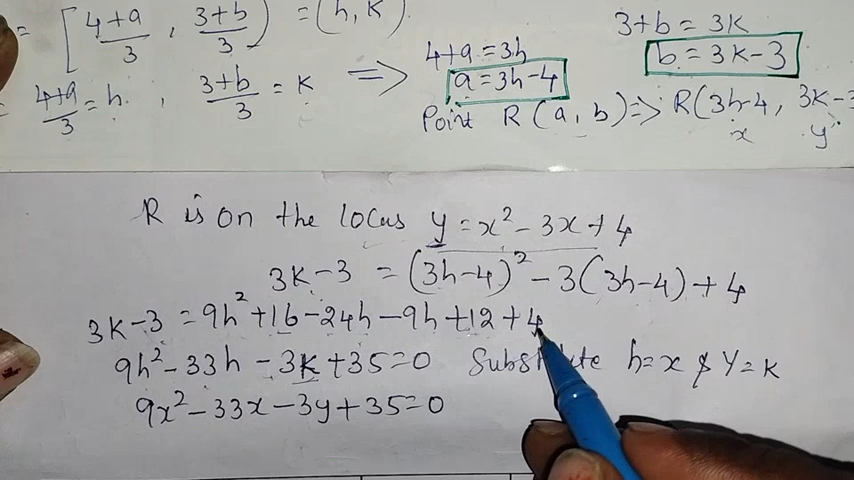 = [ (4+a)/3 , (3+b)/3 ) = (h, K).
(4+a)/3 = h , (3+b)/3 = K ⟹ 4+a = 3h
a = 3h-4
3+b = 3K
b = 3K-3
Point R(a, b) ⟹ R(3h-4, 3K-3
x y
R is on the locus y = x² - 3x + 4
3K-3 = (3h-4)² - 3(3h-4) + 4
3K-3 = 9h² + 16 - 24h - 9h + 12 + 4
9h² - 33h - 3K + 35 = 0 Substitute h=x & Y=K
9x² - 33x - 3y + 35 = 0